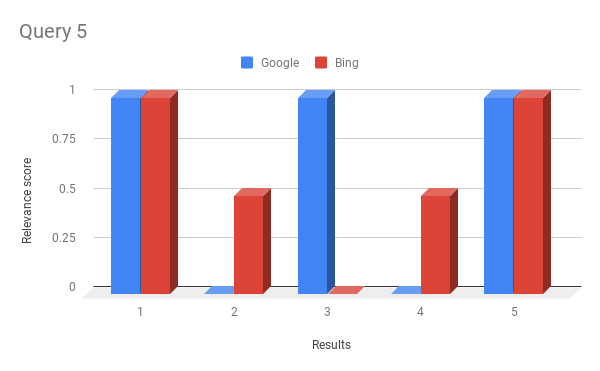 Query 5
Google Bing
1
0.75
0.5
0.25
0
Relevance score
1 2 3 4 5
Results